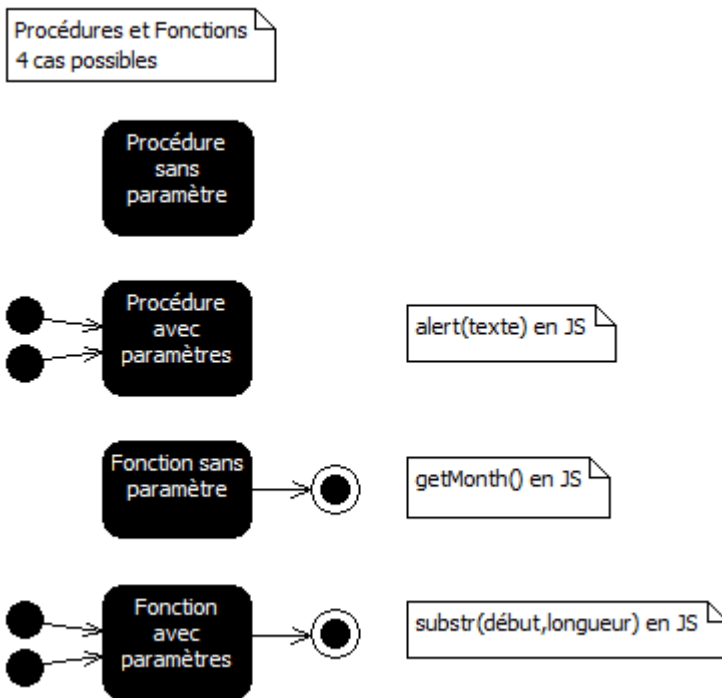 Procédures et Fonctions
4 cas possibles
Procédure
sans
paramètre
Procédure
avec
paramètres
alert(texte) en JS
Fonction sans
paramètre
getMonth() en JS
Fonction
avec
paramètres
substr(début,longueur) en JS